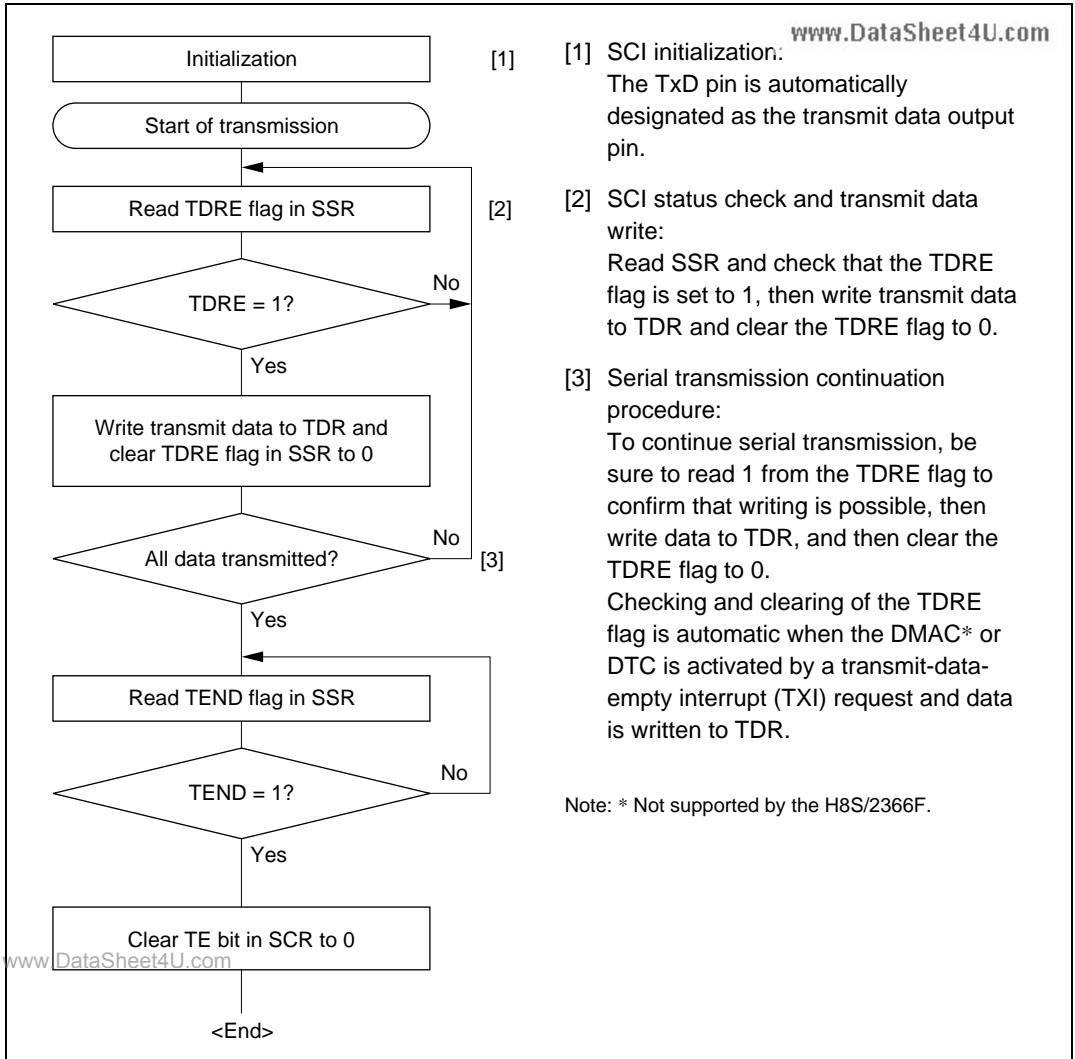 www.DataSheet4U.com
Initialization
[1]
Start of transmission
Read TDRE flag in SSR
[2]
No
TDRE = 1?
Yes
Write transmit data to TDR and
clear TDRE flag in SSR to 0
No
All data transmitted?
[3]
Yes
Read TEND flag in SSR
No
TEND = 1?
Yes
Clear TE bit in SCR to 0
www.DataSheet4U.com
<End>
[1] SCI initialization:
The TxD pin is automatically
designated as the transmit data output
pin.
[2] SCI status check and transmit data
write:
Read SSR and check that the TDRE
flag is set to 1, then write transmit data
to TDR and clear the TDRE flag to 0.
[3] Serial transmission continuation
procedure:
To continue serial transmission, be
sure to read 1 from the TDRE flag to
confirm that writing is possible, then
write data to TDR, and then clear the
TDRE flag to 0.
Checking and clearing of the TDRE
flag is automatic when the DMAC* or
DTC is activated by a transmit-data-
empty interrupt (TXI) request and data
is written to TDR.
Note: * Not supported by the H8S/2366F.